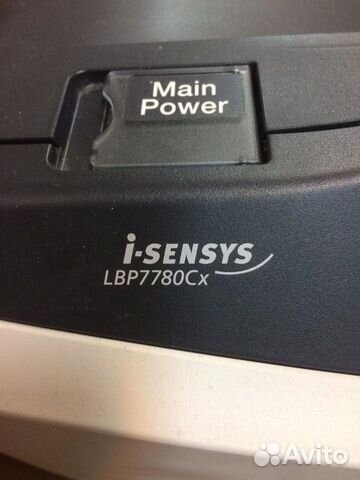 Main
Power
i-SENSYS
LBP7780Cx
Avito